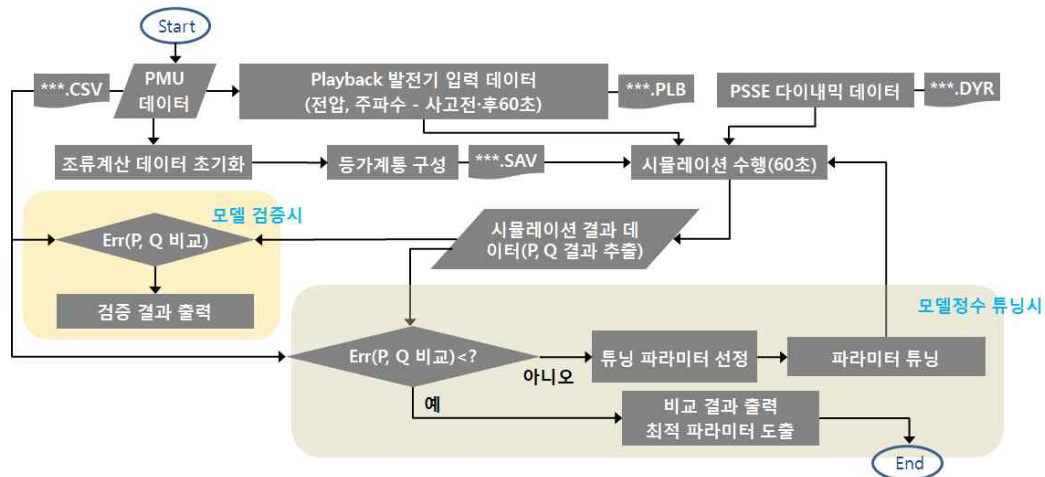 Start
***.CSV
PMU
데이터
Playback 발전기 입력 데이터
(전압, 주파수 - 사고전·후60초)
***.PLB
PSSE 다이내믹 데이터
***.DYR
조류계산 데이터 초기화
등가계통 구성
***.SAV
시뮬레이션 수행(60초)
모델 검증시
Err(P, Q 비교)
시뮬레이션 결과 데
이터(P, Q 결과 추출)
검증 결과 출력
모델정수 튜닝시
Err(P, Q 비교)<?
아니오
튜닝 파라미터 선정
파라미터 튜닝
예
비교 결과 출력
최적 파라미터 도출
End